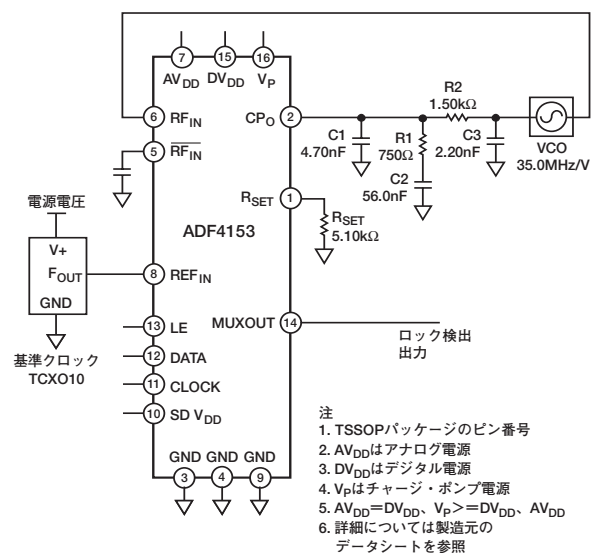 7
15
16
AVDD
DVDD
VP
6
RFIN
CPO
2
R2
1.50kΩ
5
RFIN
C1
4.70nF
R1
750Ω
C3
2.20nF
VCO
35.0MHz/V
C2
56.0nF
電源電圧
RSET
1
RSET
5.10kΩ
ADF4153
V+
FOUT
GND
8
REFIN
基準クロック
TCXO10
MUXOUT
14
ロック検出
出力
13
LE
12
DATA
11
CLOCK
10
SD VDD
GND
GND
GND
3
4
9
注
1. TSSOPパッケージのピン番号
2. AVDDはアナログ電源
3. DVDDはデジタル電源
4. VPはチャージ・ポンプ電源
5. AVDD=DVDD、VP>=DVDD、AVDD
6. 詳細については製造元の
データシートを参照